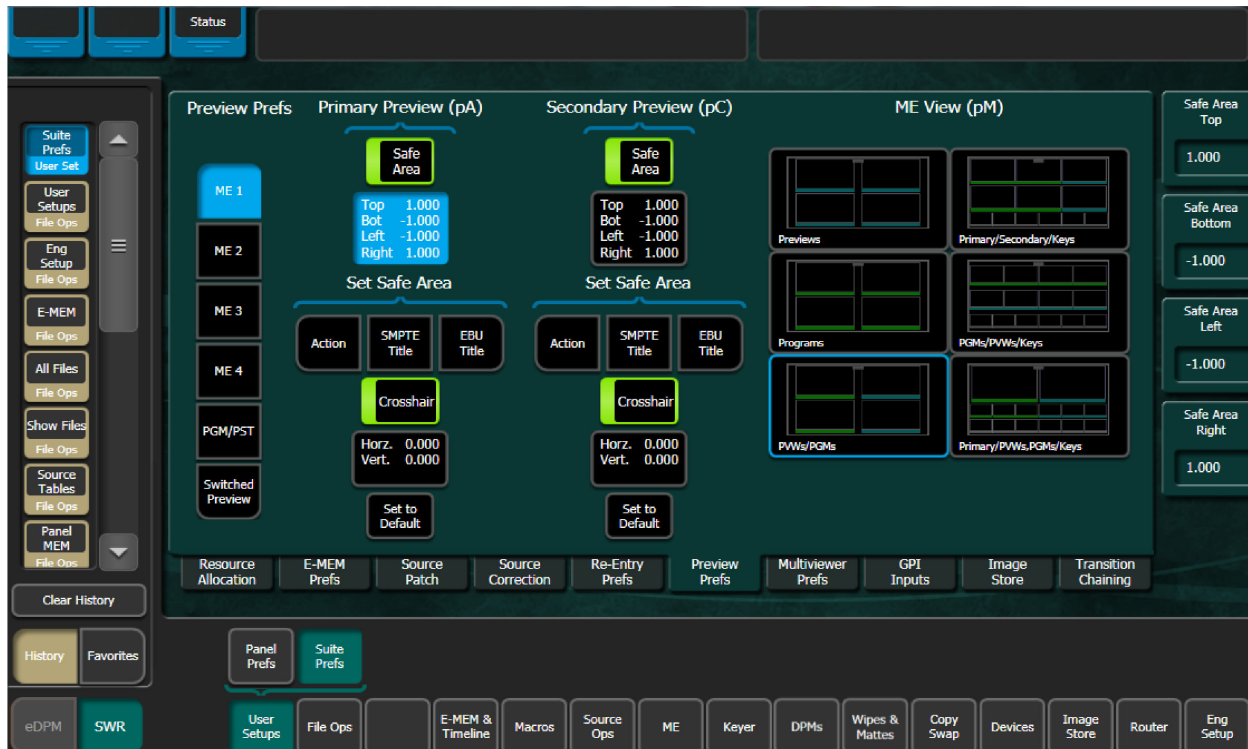 Status
Suite
Prefs
User Set
User
Setups
File Ops
Eng
Setup
File Ops
E-MEM
File Ops
All Files
File Ops
Show Files
File Ops
Source
Tables
File Ops
Panel
MEM
File Ops
Clear History
History
Favorites
eDPM
SWR
Preview Prefs
ME 1
ME 2
ME 3
ME 4
PGM/PST
Switched
Preview
Primary Preview (pA)
Safe
Area
Top 1.000
Bot -1.000
Left -1.000
Right 1.000
Set Safe Area
Action
SMPTE
Title
EBU
Title
Crosshair
Horz. 0.000
Vert. 0.000
Set to
Default
Secondary Preview (pC)
Safe
Area
Top 1.000
Bot -1.000
Left -1.000
Right 1.000
Set Safe Area
Action
SMPTE
Title
EBU
Title
Crosshair
Horz. 0.000
Vert. 0.000
Set to
Default
ME View (pM)
Previews
Primary/Secondary/Keys
Programs
PGMs/PVWs/Keys
PVWs/PGMs
Primary/PVWs,PGMs/Keys
Safe Area
Top
1.000
Safe Area
Bottom
-1.000
Safe Area
Left
-1.000
Safe Area
Right
1.000
Resource
Allocation
E-MEM
Prefs
Source
Patch
Source
Correction
Re-Entry
Prefs
Preview
Prefs
Multiviewer
Prefs
GPI
Inputs
Image
Store
Transition
Chaining
Panel
Prefs
Suite
Prefs
User
Setups
File Ops
E-MEM &
Timeline
Macros
Source
Ops
ME
Keyer
DPMs
Wipes &
Mattes
Copy
Swap
Devices
Image
Store
Router
Eng
Setup